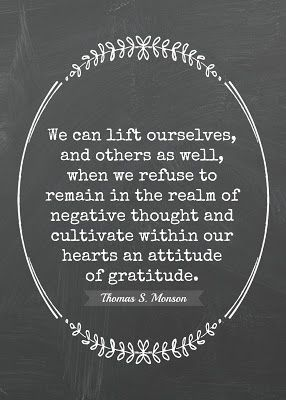 We can lift ourselves,
and others as well,
when we refuse to
remain in the realm of
negative thought and
cultivate within our
hearts an attitude
of gratitude.
Thomas S. Monson